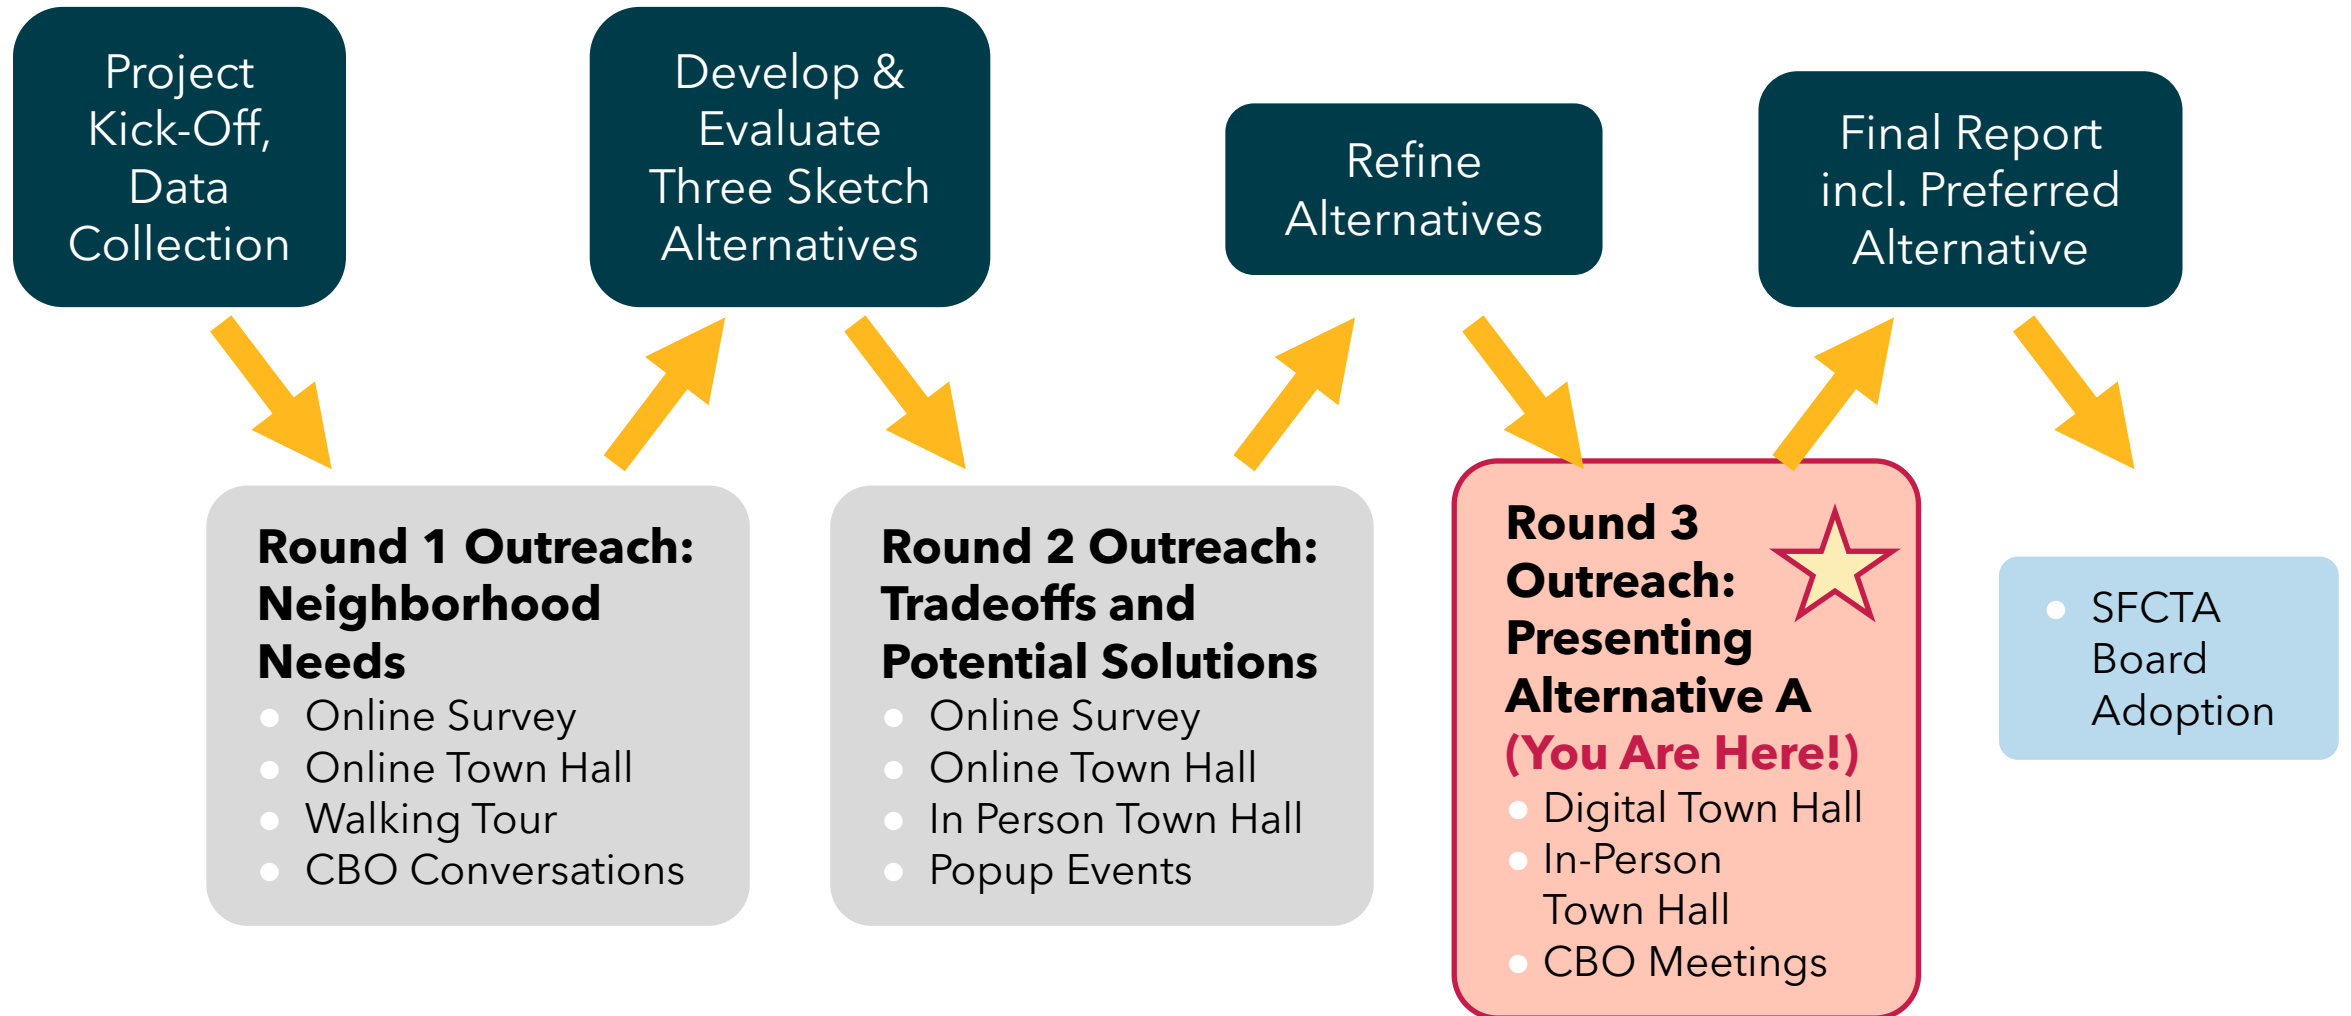 Project
Kick-Off,
Data
Collection
Round 1 Outreach:
Neighborhood
Needs
Online Survey
Online Town Hall
Walking Tour
CBO Conversations
Develop &
Evaluate
Three Sketch
Alternatives
Round 2 Outreach:
Tradeoffs and
Potential Solutions
Online Survey
Online Town Hall
In Person Town Hall
Popup Events
Refine
Alternatives
Round 3
Outreach:
Presenting
Alternative A
(You Are Here!)
Digital Town Hall
In-Person
Town Hall
CBO Meetings
Final Report
incl. Preferred
Alternative
SFCTA
Board
Adoption